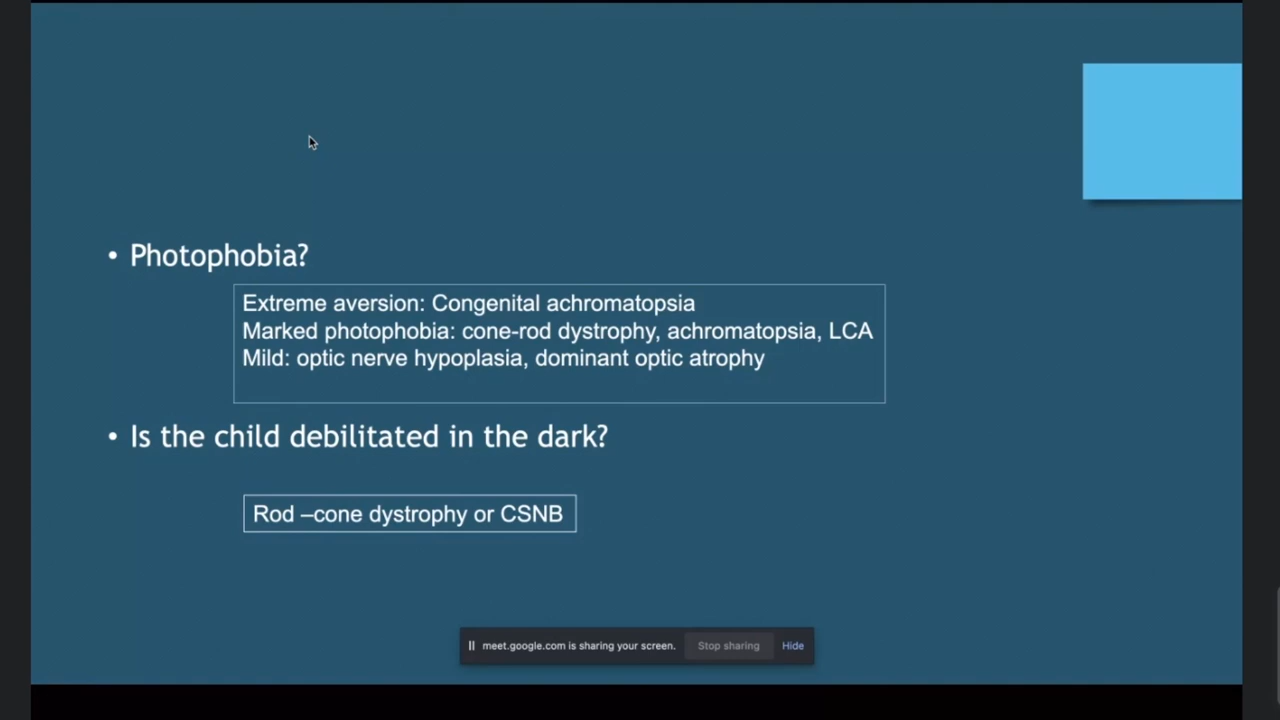 • Photophobia?
Extreme aversion: Congenital achromatopsia
Marked photophobia: cone-rod dystrophy, achromatopsia, LCA
Mild: optic nerve hypoplasia, dominant optic atrophy
• Is the child debilitated in the dark?
Rod –cone dystrophy or CSNB
meet.google.com is sharing your screen. Stop sharing Hide